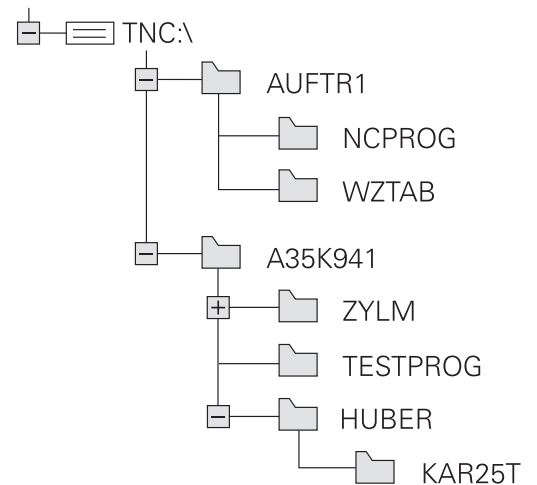 TNC:\
AUFTR1
NCPROG
WZTAB
A35K941
ZYLM
TESTPROG
HUBER
KAR25T